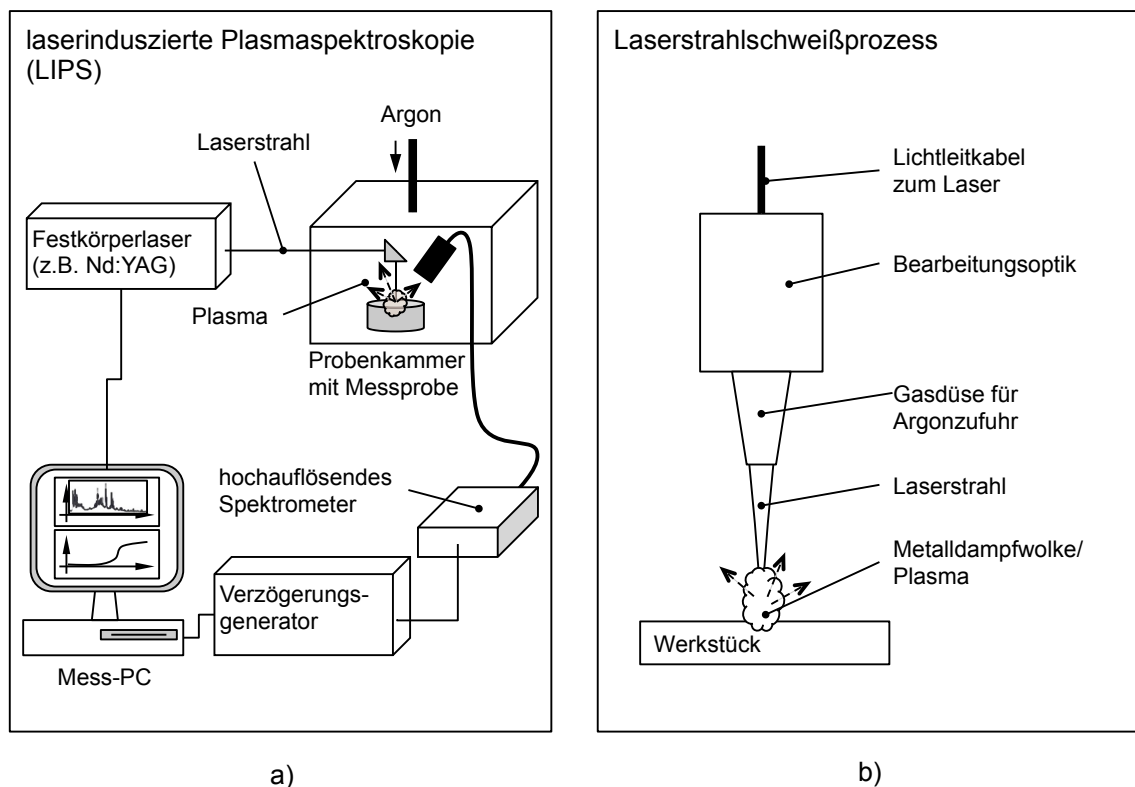 laserinduszierte Plasmaspektroskopie
(LIPS)
Argon
Laserstrahl
Festkörperlaser
(z.B. Nd:YAG)
Plasma
Probenkammer
mit Messprobe
hochauflösendes
Spektrometer
Verzögerungs-
generator
Mess-PC
a)
Laserstrahlschweißprozess
Lichtleitkabel
zum Laser
Bearbeitungsoptik
Gasdüse für
Argonzufuhr
Laserstrahl
Metalldampfwolke/
Plasma
Werkstück
b)